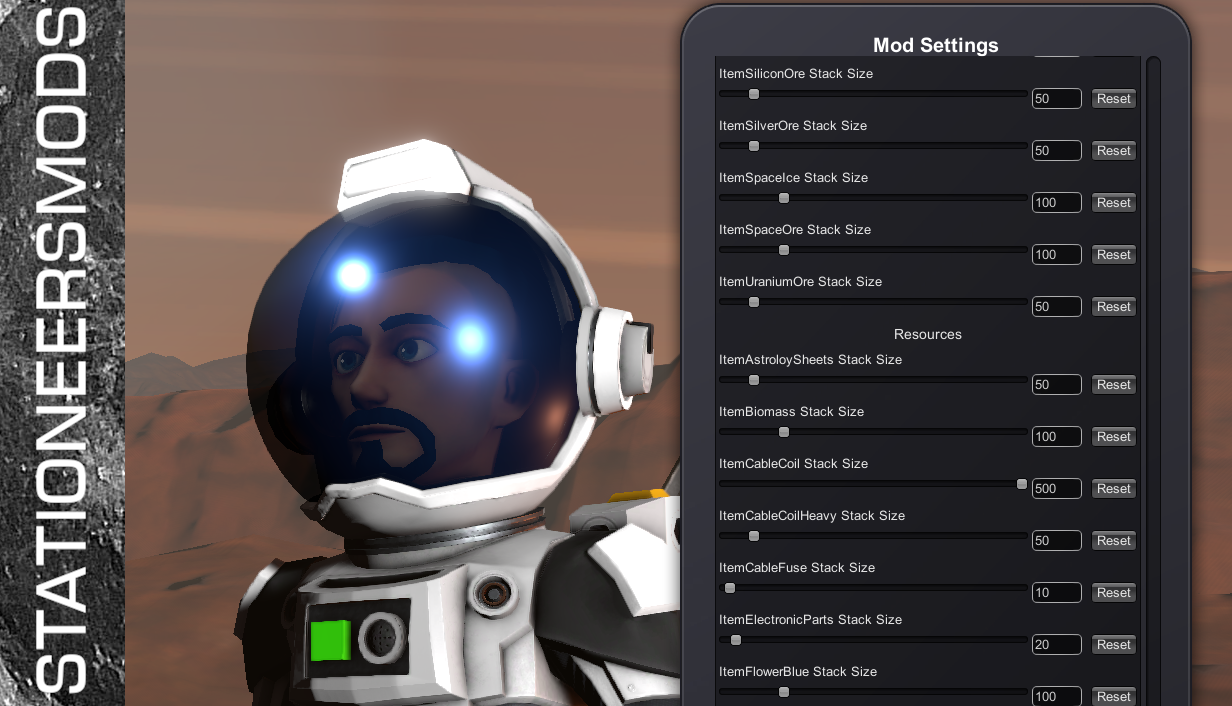 STATIONEERSMODS
Mod Settings
ItemSiliconOre Stack Size
50 Reset
ItemSilverOre Stack Size
50 Reset
ItemSpaceIce Stack Size
100 Reset
ItemSpaceOre Stack Size
100 Reset
ItemUraniumOre Stack Size
50 Reset
Resources
ItemAstroloySheets Stack Size
50 Reset
ItemBiomass Stack Size
100 Reset
ItemCableCoil Stack Size
500 Reset
ItemCableCoilHeavy Stack Size
50 Reset
ItemCableFuse Stack Size
10 Reset
ItemElectronicParts Stack Size
20 Reset
ItemFlowerBlue Stack Size
100 Reset